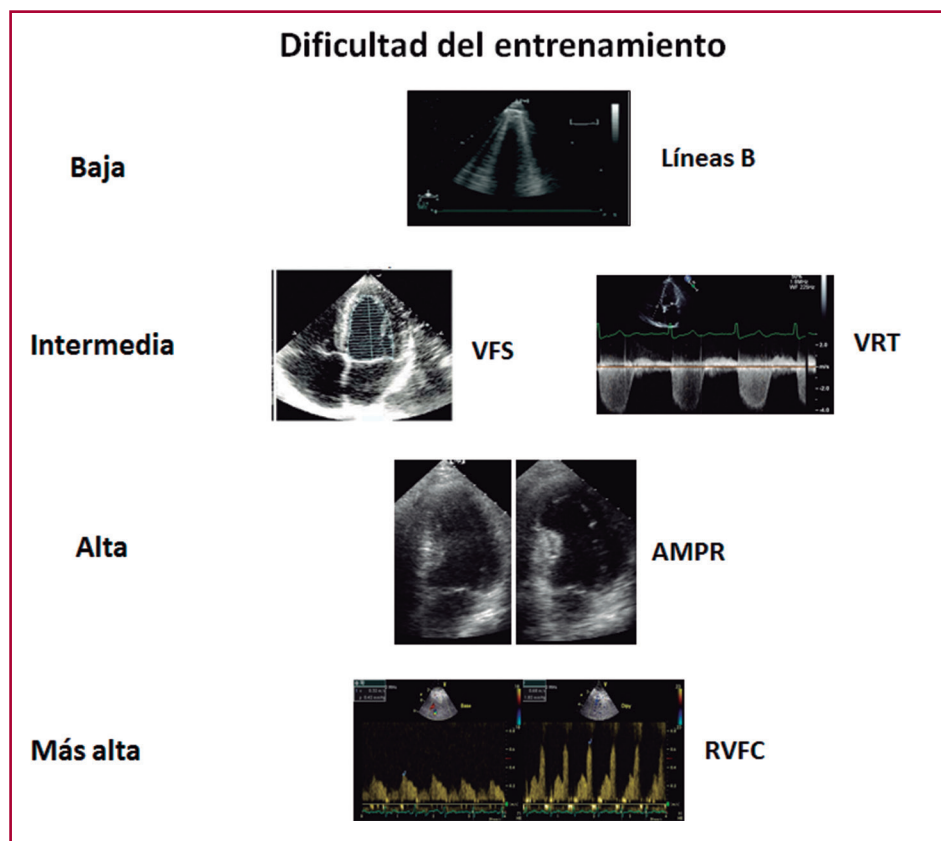 Dificultad del entrenamiento
Baja
Líneas B
Intermedia
VFS
VRT
Alta
AMPR
Más alta
RVFC